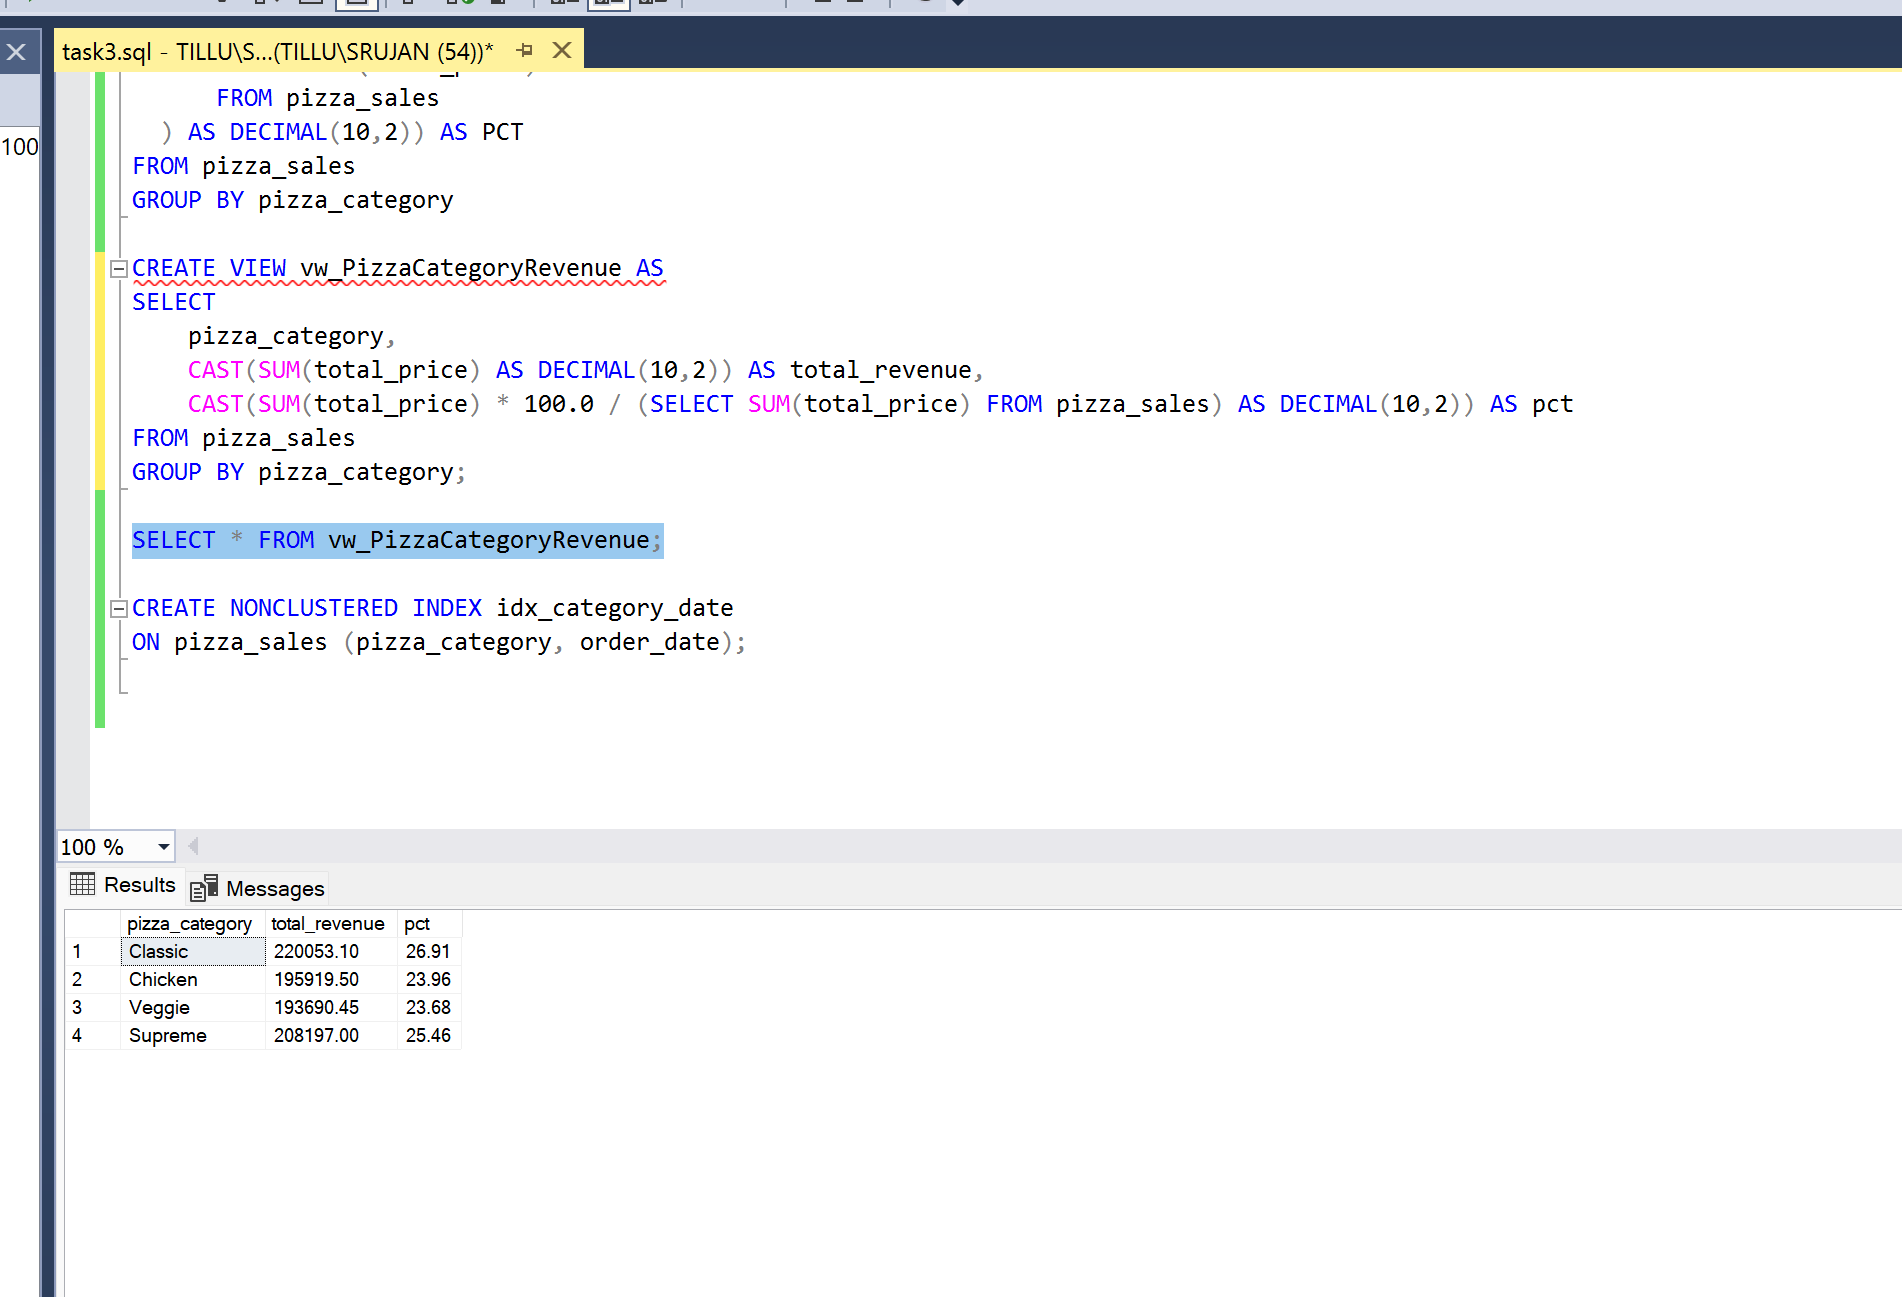 task3.sql - TILLU\S...(TILLU\SRUJAN (54))*
100
FROM pizza_sales
) AS DECIMAL(10,2)) AS PCT
FROM pizza_sales
GROUP BY pizza_category
CREATE VIEW vw_PizzaCategoryRevenue AS
SELECT
pizza_category,
CAST(SUM(total_price) AS DECIMAL(10,2)) AS total_revenue,
CAST(SUM(total_price) * 100.0 / (SELECT SUM(total_price) FROM pizza_sales) AS DECIMAL(10,2)) AS pct
FROM pizza_sales
GROUP BY pizza_category;
SELECT * FROM vw_PizzaCategoryRevenue;
CREATE NONCLUSTERED INDEX idx_category_date
ON pizza_sales (pizza_category, order_date);
100 %
Results Messages
pizza_category total_revenue pct
1 Classic 220053.10 26.91
2 Chicken 195919.50 23.96
3 Veggie 193690.45 23.68
4 Supreme 208197.00 25.46